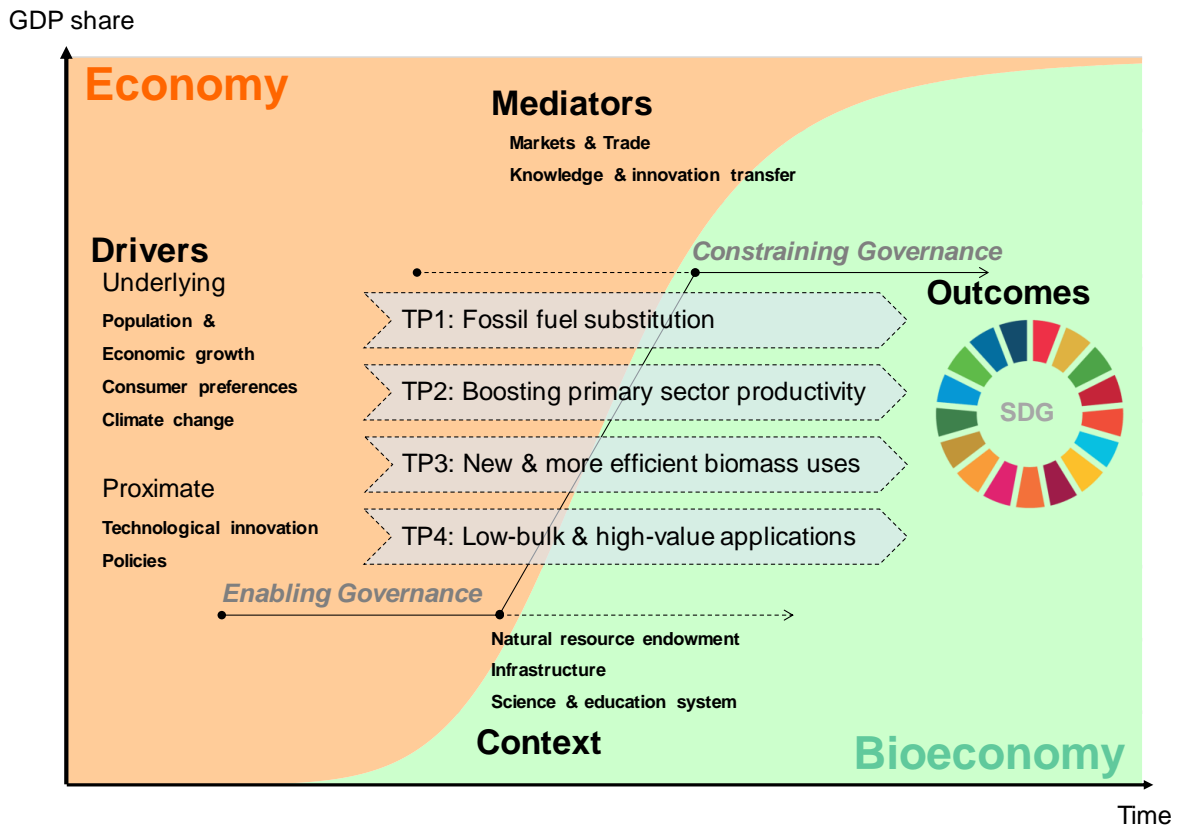 GDP share
Economy
Mediators
Markets & Trade
Knowledge & innovation transfer
Drivers
Underlying
Population &
Economic growth
Consumer preferences
Climate change
Proximate
Technological innovation
Policies
Constraining Governance
TP1: Fossil fuel substitution
TP2: Boosting primary sector productivity
TP3: New & more efficient biomass uses
TP4: Low-bulk & high-value applications
Outcomes
SDG
Enabling Governance
Natural resource endowment
Infrastructure
Science & education system
Context
Bioeconomy
Time